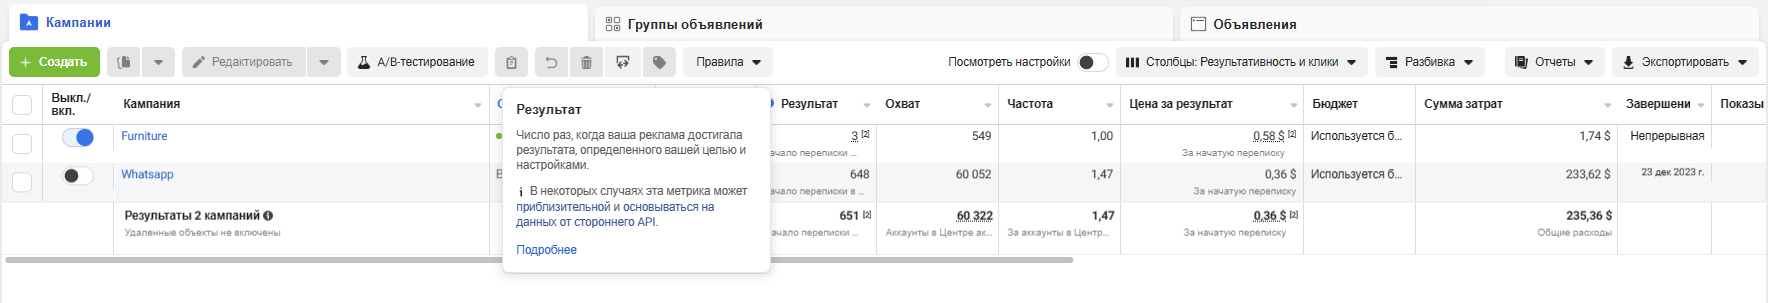 Кампании
Группы объявлений
Объявления
+ Создать
Редактировать
A/B-тестирование
Правила
Посмотреть настройки
Столбцы: Результативность и клики
Разбивка
Отчеты
Экспортировать
Выкл./
вкл.
Кампания
Результат
Охват
Частота
Цена за результат
Бюджет
Сумма затрат
Завершени
Показы
Furniture
3 [2]
549
1,00
0,58 $ [2]
Используется б...
1,74 $
Непрерывная
ачало переписки ...
За начатую переписку
Whatsapp
648
60 052
1,47
0,36 $
Используется б...
233,62 $
23 дек 2023 г.
ачало переписки в ...
За начатую переписку
Результаты 2 кампаний
651 [2]
60 322
1,47
0,36 $ [2]
235,36 $
Удаленные объекты не включены
ачало переписки ...
Аккаунты в Центре ак...
За аккаунты в Центр...
За начатую переписку
Общие расходы
Результат
Число раз, когда ваша реклама достигала
результата, определенного вашей целью и
настройками.
В некоторых случаях эта метрика может
приблизительной и основываться на
данных от стороннего API.
Подробнее